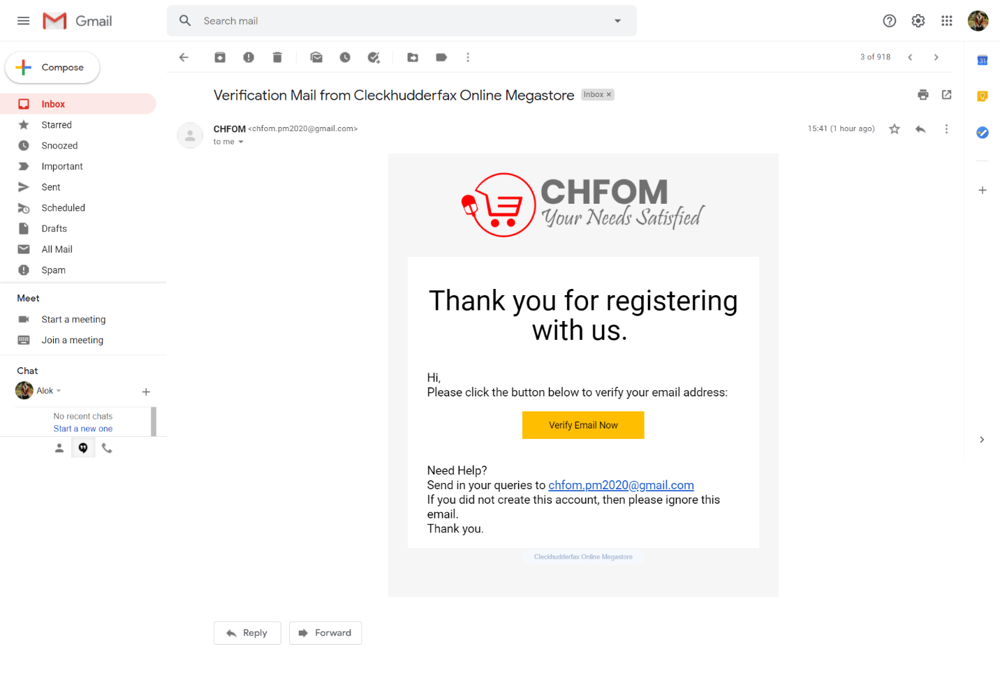 Gmail
Search mail
Compose
3 of 918
31
Verification Mail from Cleckhudderfax Online Megastore
Inbox ×
Inbox
Starred
Snoozed
Important
Sent
Scheduled
Drafts
All Mail
Spam
CHFOM <chfom.pm2020@gmail.com>
15:41 (1 hour ago)
to me
CHFOM
Your Needs Satisfied
Thank you for registering
with us.
Hi,
Please click the button below to verify your email address:
Verify Email Now
Need Help?
Send in your queries to chfom.pm2020@gmail.com
If you did not create this account, then please ignore this
email.
Thank you.
Cleckhudderfax Online Megastore
Meet
Start a meeting
Join a meeting
Chat
Alok
No recent chats
Start a new one
Reply
Forward